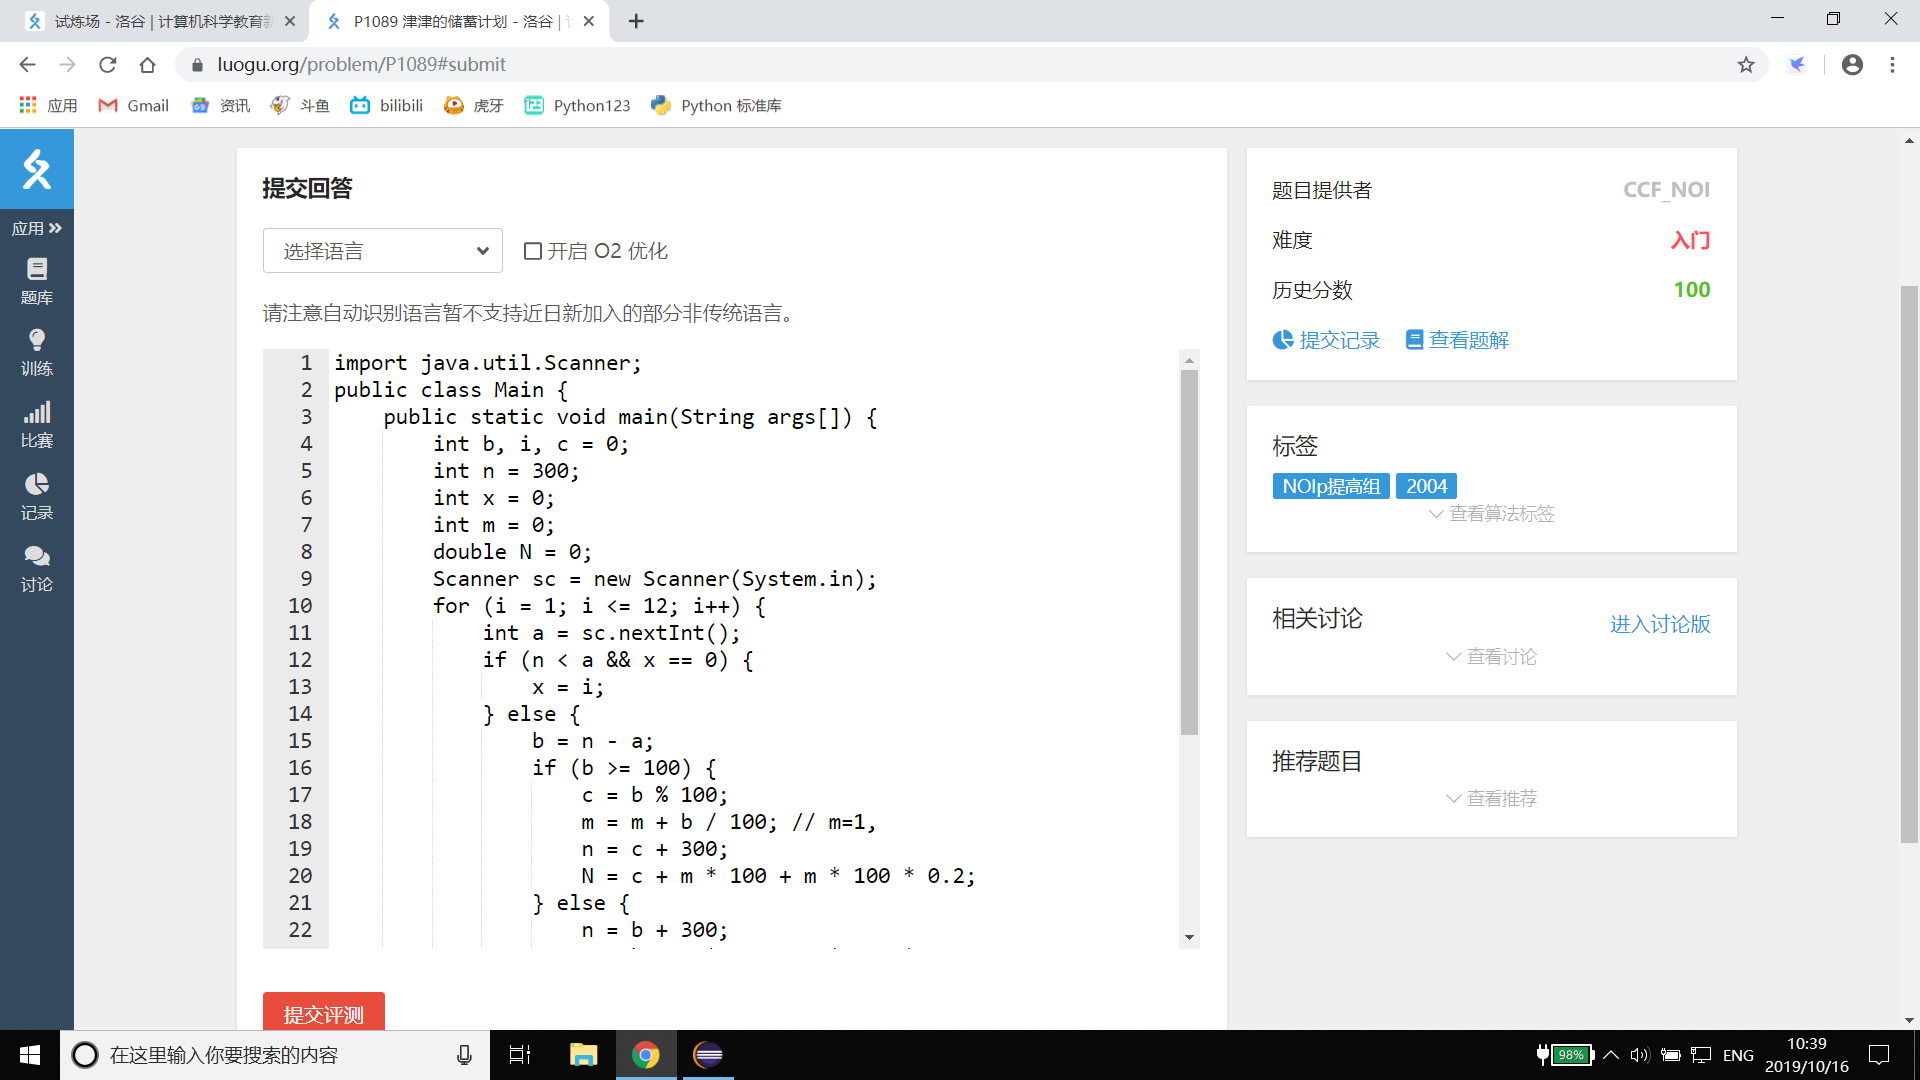 试炼场 - 洛谷 | 计算机科学教育新
P1089 津津的储蓄计划 - 洛谷 |
luogu.org/problem/P1089#submit
应用
Gmail
资讯
斗鱼
bilibili
虎牙
Python123
Python 标准库
应用
题库
训练
比赛
记录
讨论
提交回答
选择语言
开启 O2 优化
请注意自动识别语言暂不支持近日新加入的部分非传统语言。
1 import java.util.Scanner;
2 public class Main {
3     public static void main(String args[]) {
4         int b, i, c = 0;
5         int n = 300;
6         int x = 0;
7         int m = 0;
8         double N = 0;
9         Scanner sc = new Scanner(System.in);
10         for (i = 1; i <= 12; i++) {
11             int a = sc.nextInt();
12             if (n < a && x == 0) {
13                 x = i;
14             } else {
15                 b = n - a;
16                 if (b >= 100) {
17                     c = b % 100;
18                     m = m + b / 100; // m=1,
19                     n = c + 300;
20                     N = c + m * 100 + m * 100 * 0.2;
21                 } else {
22                     n = b + 300;
提交评测
题目提供者 CCF_NOI
难度 入门
历史分数 100
提交记录 查看题解
标签
NOIp提高组 2004
查看算法标签
相关讨论 进入讨论版
查看讨论
推荐题目
查看推荐
在这里输入你要搜索的内容
98%
ENG
10:39
2019/10/16